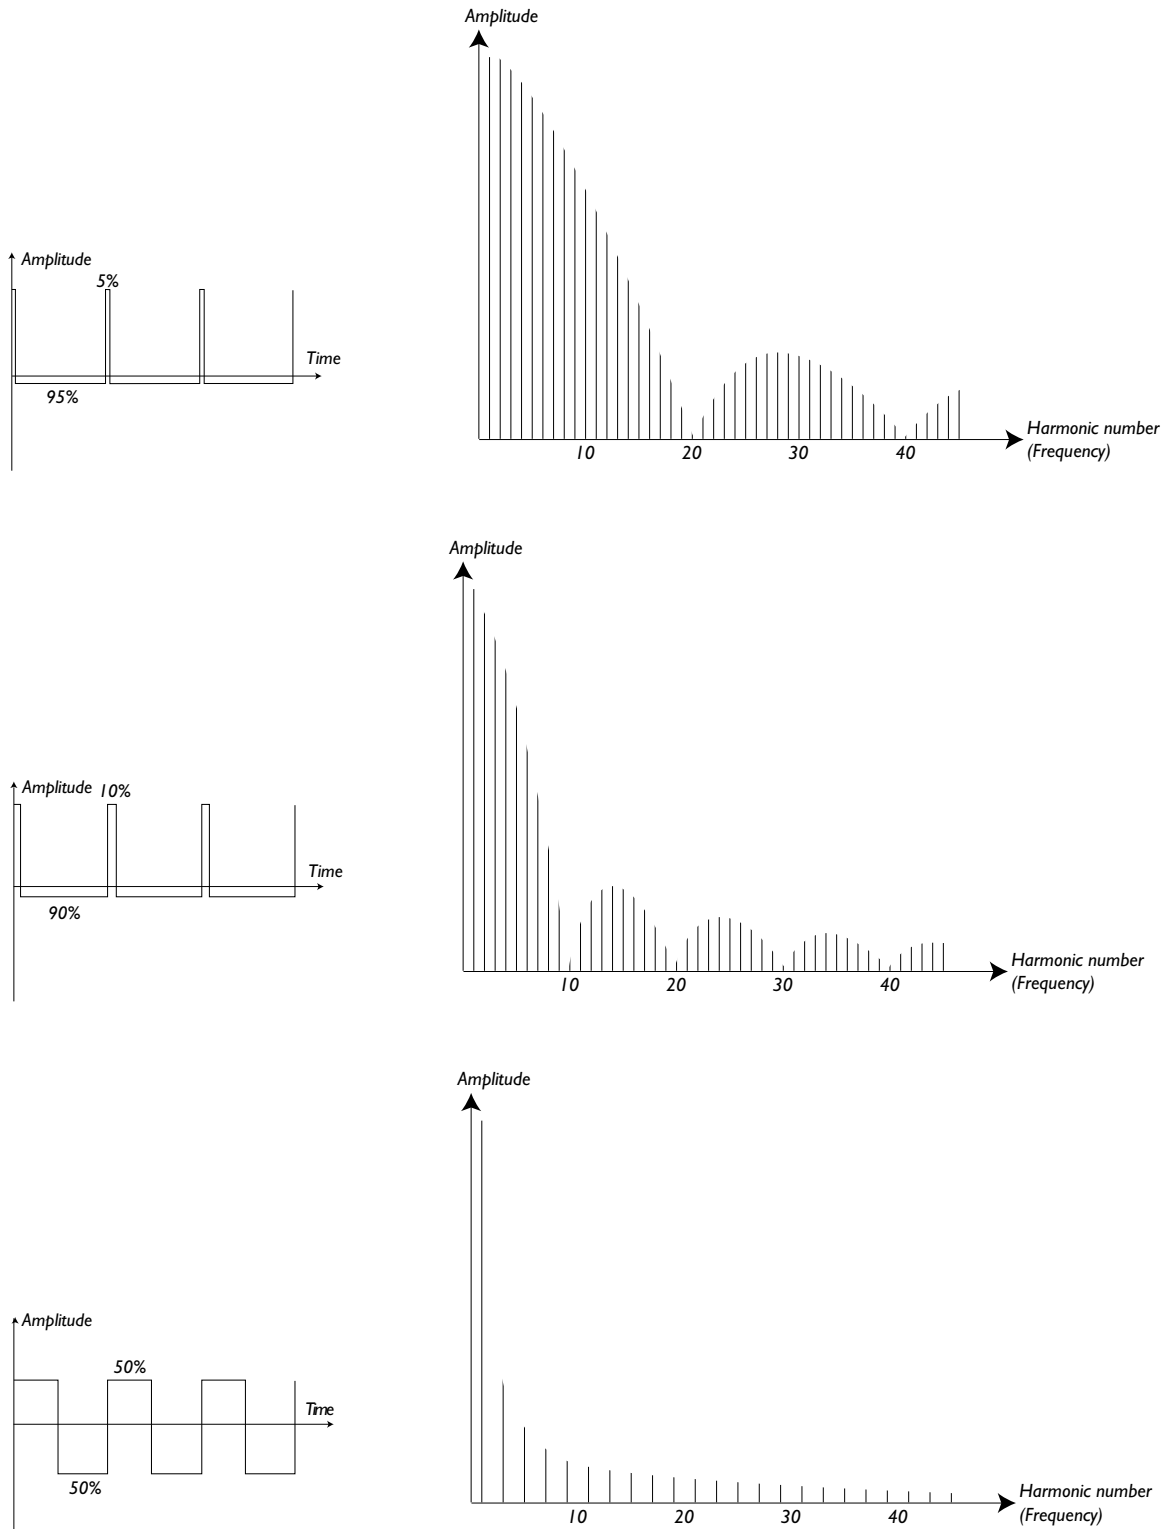 Amplitude
Amplitude
5%
Time
95%
Harmonic number
(Frequency)
10 20 30 40
Amplitude
Amplitude 10%
Time
90%
Harmonic number
(Frequency)
10 20 30 40
Amplitude
Amplitude
50%
Time
50%
Harmonic number
(Frequency)
10 20 30 40